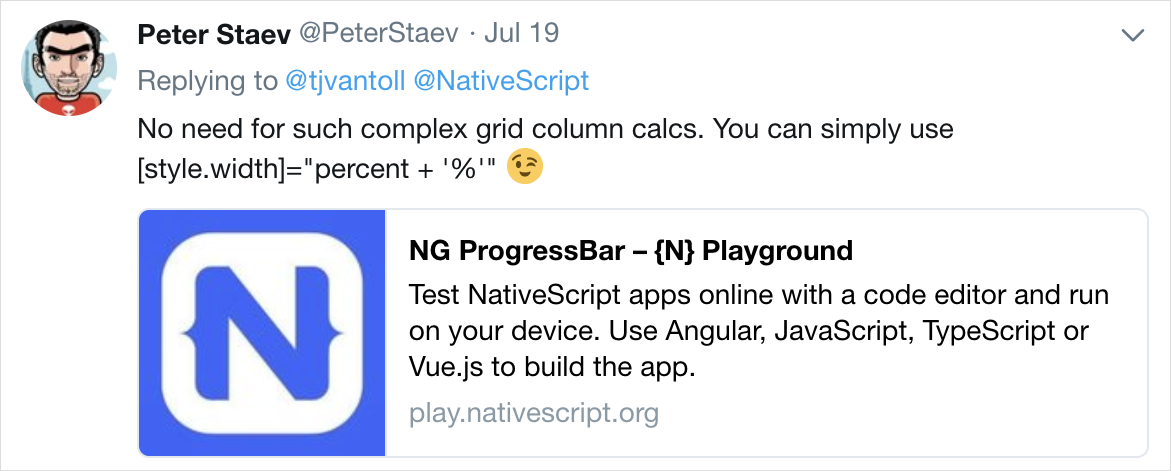 Peter Staev @PeterStaev · Jul 19
Replying to @tjvantoll @NativeScript
No need for such complex grid column calcs. You can simply use
[style.width]="percent + '%'" 😉
N
NG ProgressBar – {N} Playground
Test NativeScript apps online with a code editor and run
on your device. Use Angular, JavaScript, TypeScript or
Vue.js to build the app.
play.nativescript.org